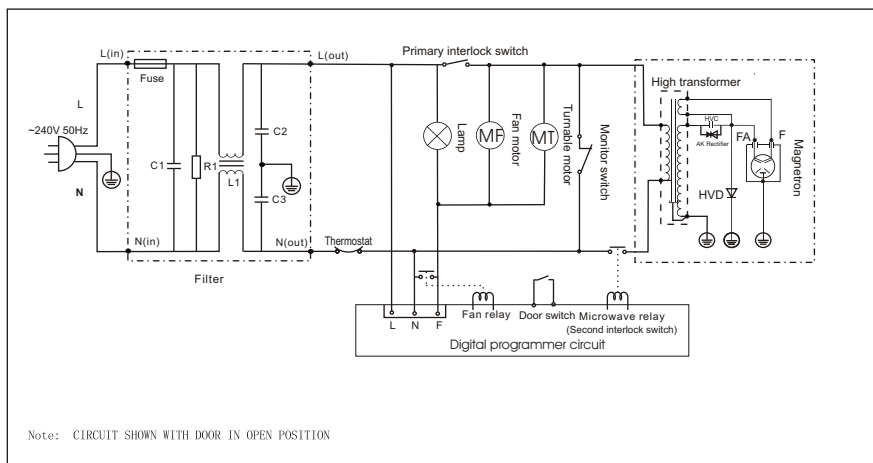 Primary interlock switch
L(in)
L(out)
Fuse
High transformer
L
~240V 50Hz
N
C1
R1
L1
C2
C3
Lamp
MF
Fan motor
MT
Turnable motor
Monitor switch
HVC
AK Rectifier
FA
F
Magnetron
HVD
N(in)
N(out)
Thermostat
Filter
L N F
Fan relay
Door switch
Microwave relay
(Second interlock switch)
Digital programmer circuit
Note: CIRCUIT SHOWN WITH DOOR IN OPEN POSITION